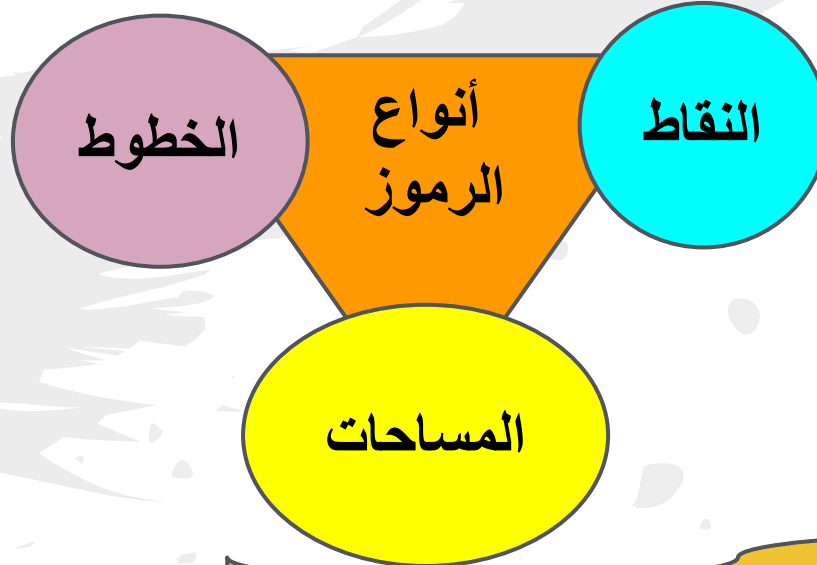 أنواع
الرموز
النقاط
الخطوط
المساحات